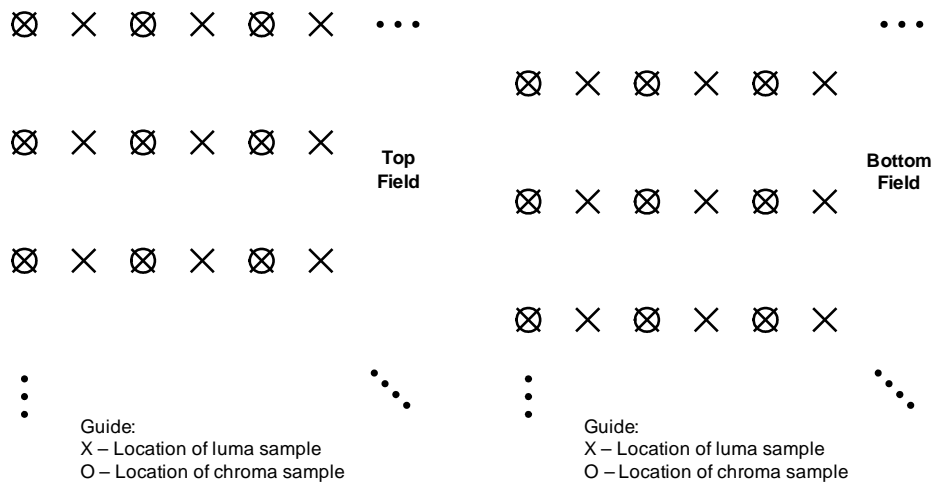 Top
Field
Guide:
X – Location of luma sample
O – Location of chroma sample
Bottom
Field
Guide:
X – Location of luma sample
O – Location of chroma sample